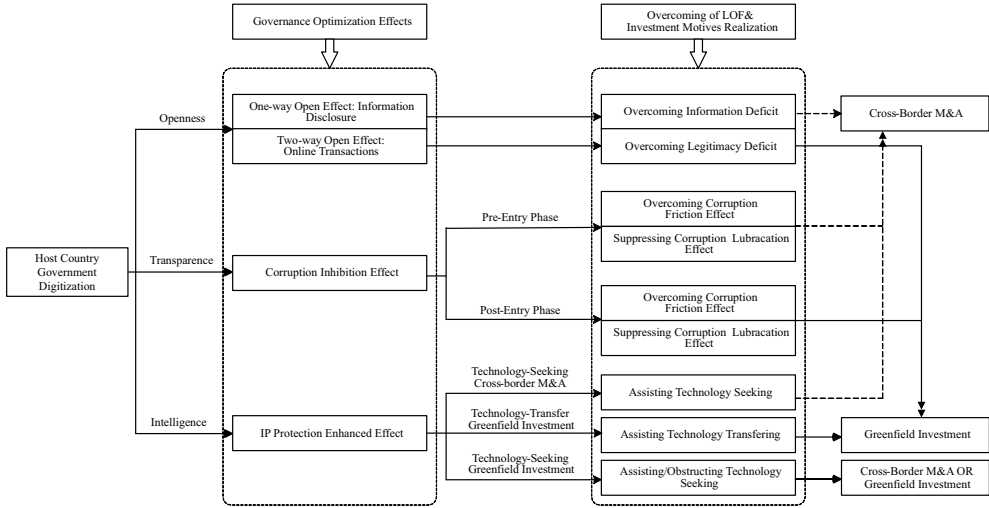 Governance Optimization Effects
Overcoming of LOF&
Investment Motives Realization
One-way Open Effect: Information
Disclosure
Two-way Open Effect:
Online Transactions
Openness
Overcoming Information Deficit
Overcoming Legitimacy Deficit
Cross-Border M&A
Pre-Entry Phase
Overcoming Corruption
Friction Effect
Suppressing Corruption Lubracation
Effect
Host Country
Government
Digitization
Transparence
Corruption Inhibition Effect
Post-Entry Phase
Overcoming Corruption
Friction Effect
Suppressing Corruption Lubracation
Effect
Technology-Seeking
Cross-border M&A
Assisting Technology Seeking
Intelligence
IP Protection Enhanced Effect
Technology-Transfer
Greenfield Investment
Assisting Technology Transfering
Greenfield Investment
Technology-Seeking
Greenfield Investment
Assisting/Obstructing Technology
Seeking
Cross-Border M&A OR
Greenfield Investment